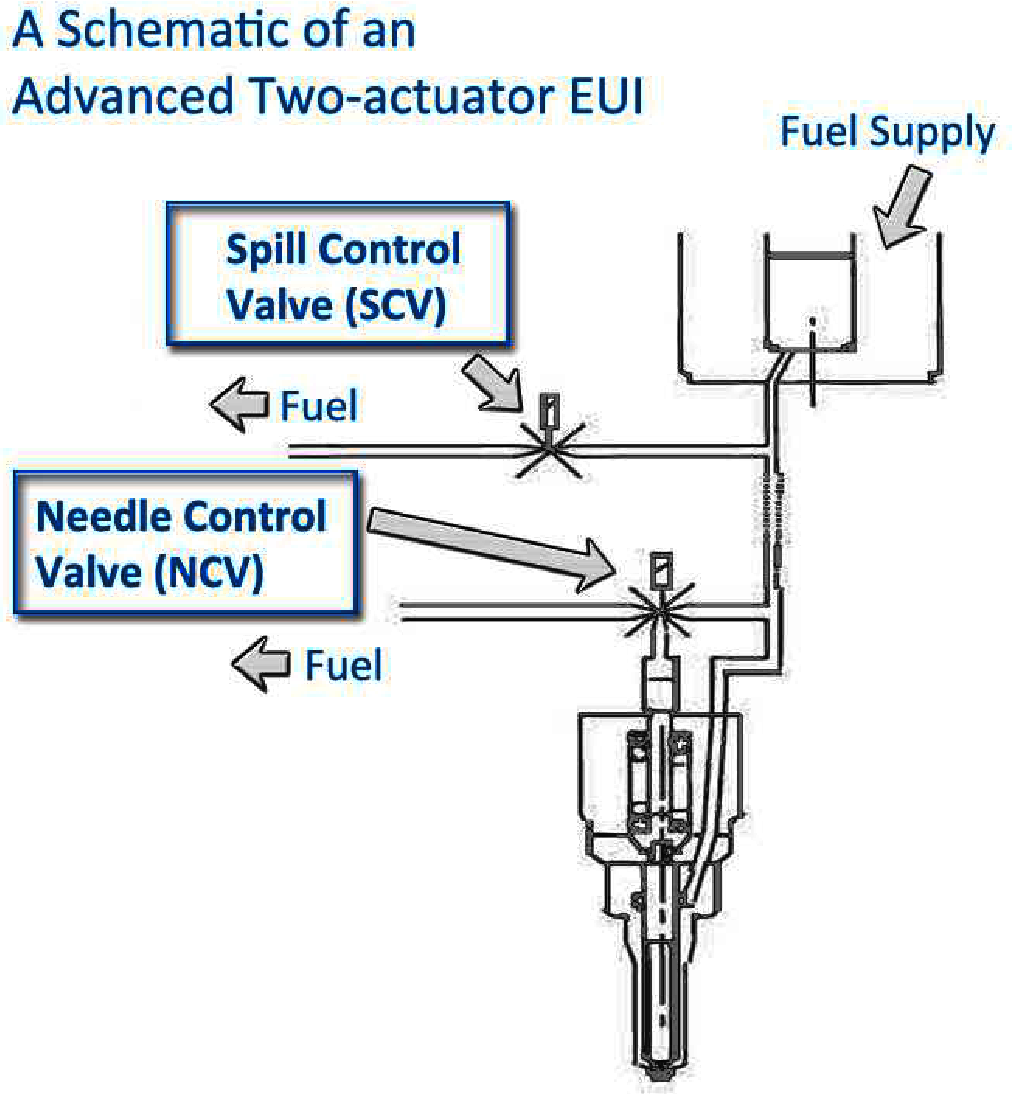 A Schematic of an
Advanced Two-actuator EUI
Fuel Supply
Spill Control
Valve (SCV)
Fuel
Needle Control
Valve (NCV)
Fuel